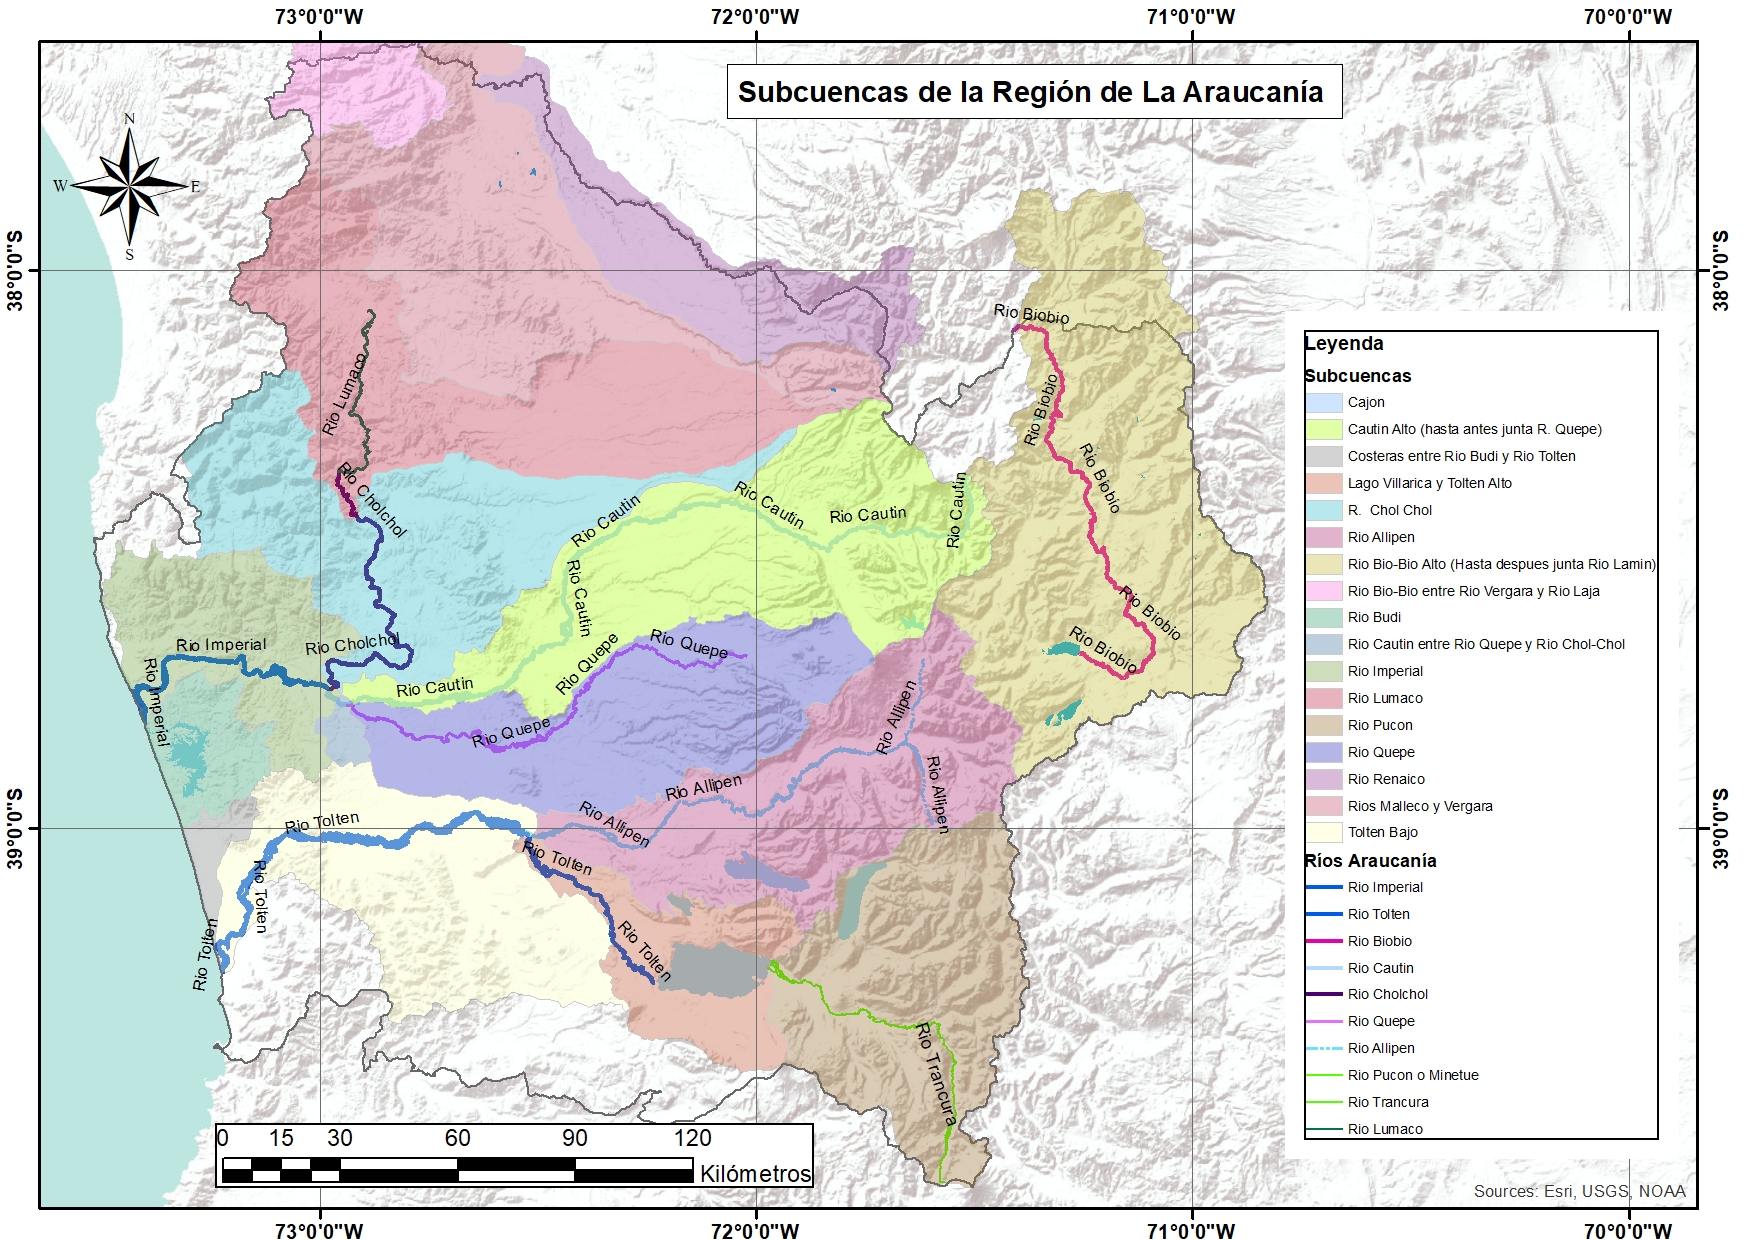 73°0'0"W
72°0'0"W
71°0'0"W
70°0'0"W
Subcuencas de la Región de La Araucanía
N
W
E
S
38°0'0"S
38°0'0"S
Rio Biobio
Rio Lumaco
Rio Biobio
Rio Biobio
Rio Cholchol
Rio Cautin
Rio Cautin
Rio Cautin
Rio Cautin
Rio Cautin
Rio Biobio
Rio Biobio
Rio Imperial
Rio Cholchol
Rio Quepe
Rio Quepe
Rio Imperial
Rio Cautin
Rio Quepe
Rio Allipen
Rio Allipen
Rio Allipen
Rio Allipen
Rio Tolten
Rio Tolten
Rio Tolten
Rio Tolten
Rio Tolten
Rio Trancura
39°0'0"S
39°0'0"S
Leyenda
Subcuencas
Cajon
Cautin Alto (hasta antes junta R. Quepe)
Costeras entre Rio Budi y Rio Tolten
Lago Villarica y Tolten Alto
R.  Chol Chol
Rio Allipen
Rio Bio-Bio Alto (Hasta despues junta Rio Lamin)
Rio Bio-Bio entre Rio Vergara y Rio Laja
Rio Budi
Rio Cautin entre Rio Quepe y Rio Chol-Chol
Rio Imperial
Rio Lumaco
Rio Pucon
Rio Quepe
Rio Renaico
Rios Malleco y Vergara
Tolten Bajo
Ríos Araucanía
Rio Imperial
Rio Tolten
Rio Biobio
Rio Cautin
Rio Cholchol
Rio Quepe
Rio Allipen
Rio Pucon o Minetue
Rio Trancura
Rio Lumaco
0 15 30 60 90 120
Kilómetros
Sources: Esri, USGS, NOAA
73°0'0"W
72°0'0"W
71°0'0"W
70°0'0"W